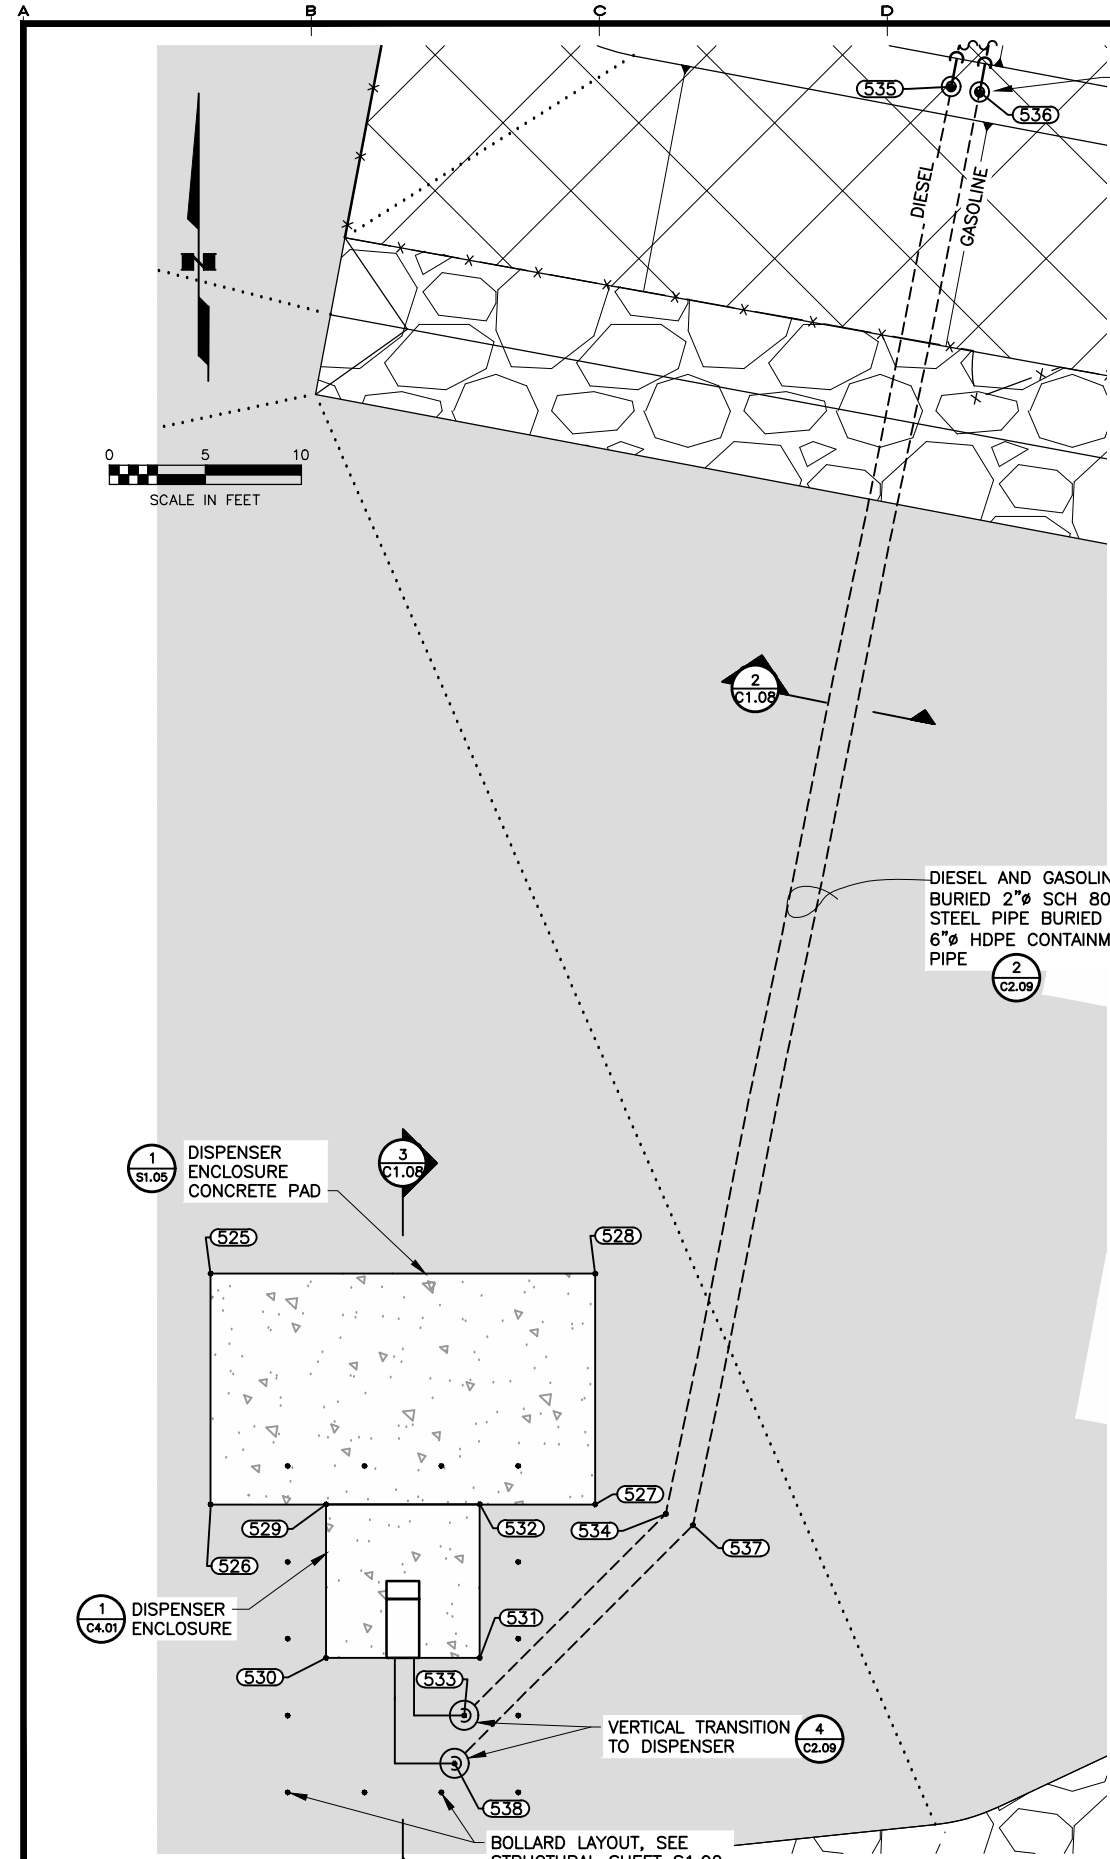 A
B
C
D
535
536
DIESEL
GASOLINE
N
0 5 10
SCALE IN FEET
2
C1.08
DIESEL AND GASOLIN
BURIED 2"ø SCH 80
STEEL PIPE BURIED
6"ø HDPE CONTAINM
PIPE
2
C2.09
1
S1.05
DISPENSER
ENCLOSURE
CONCRETE PAD
3
C1.08
525
528
527
529
532
534
526
537
1
C4.01
DISPENSER
ENCLOSURE
531
530
533
VERTICAL TRANSITION
TO DISPENSER
4
C2.09
538
BOLLARD LAYOUT, SEE
STRUCTURAL SHEET